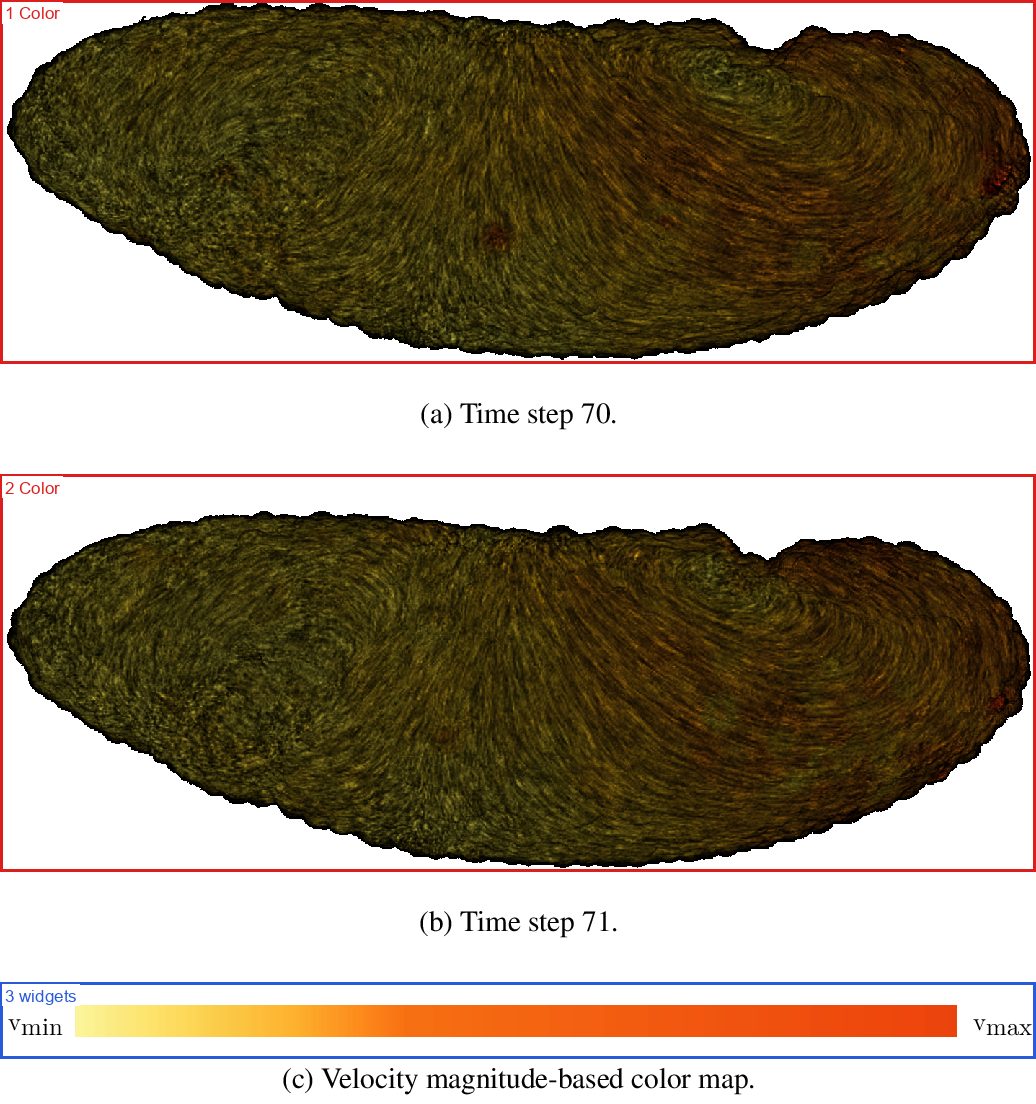 1 Color
(a) Time step 70.
2 Color
(b) Time step 71.
3 widgets
vmin vmax
(c) Velocity magnitude-based color map.